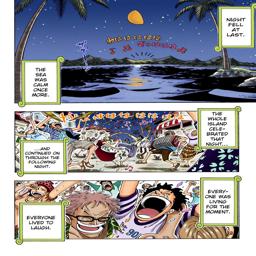 NIGHT
FELL
AT
LAST.
THE
SEA
WAS
CALM
ONCE
MORE.
THE
WHOLE
ISLAND
CELE-
BRATED
THAT
NIGHT...
...AND
CONTINUED ON
THROUGH THE
FOLLOWING
NIGHT.
EVERY-
ONE WAS
LIVING
FOR THE
MOMENT.
EVERYONE
LIVED TO
LAUGH.